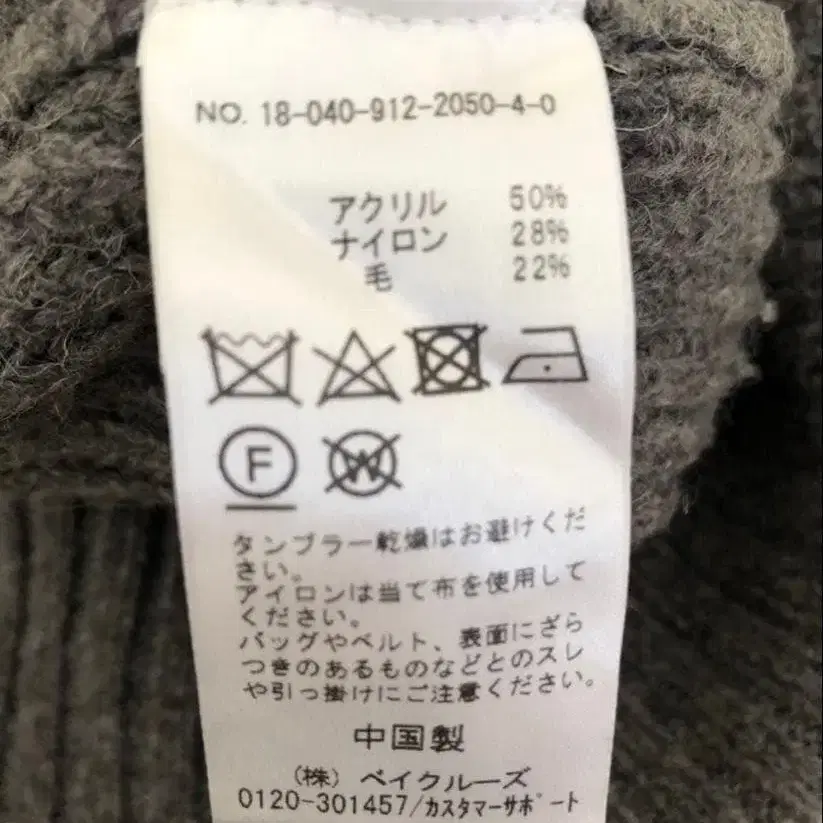 NO. 18-040-912-2050-4-0
アクリル 50%
ナイロン 28%
毛 22%
F W
タンブラー乾燥はお避けくだ
さい。
アイロンは当て布を使用して
ください。
バッグやベルト、表面にざら
つきのあるものなどとのスレ
や引っ掛けにご注意ください。
中国製
(株) ベイクルーズ
0120-301457/カスタマーサポート